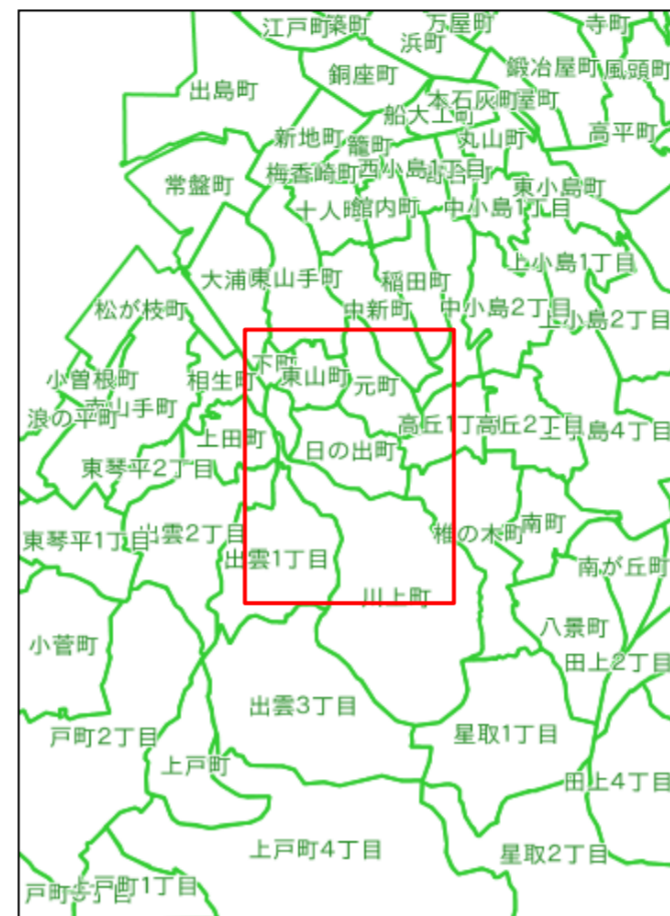 江戸町
築町
万屋町
寺町
浜町
鍛冶屋町
風頭町
銅座町
出島町
本石灰町
船大工町
高平町
新地町
籠町
丸山町
梅香崎町
西小島1丁目
常盤町
東小島町
十人町
館内町
中小島1丁目
上小島1丁目
大浦町
東山手町
稲田町
松が枝町
中新町
中小島2丁目
上小島2丁目
下町
小曽根町
相生町
東山町
元町
南山手町
浪の平町
高丘1丁目
高丘2丁目
上小島4丁目
上田町
日の出町
東琴平2丁目
東琴平1丁目
出雲2丁目
椎の木町
南町
出雲1丁目
南が丘町
川上町
小菅町
八景町
田上2丁目
出雲3丁目
戸町2丁目
星取1丁目
上戸町
田上4丁目
上戸町4丁目
星取2丁目
上戸町1丁目